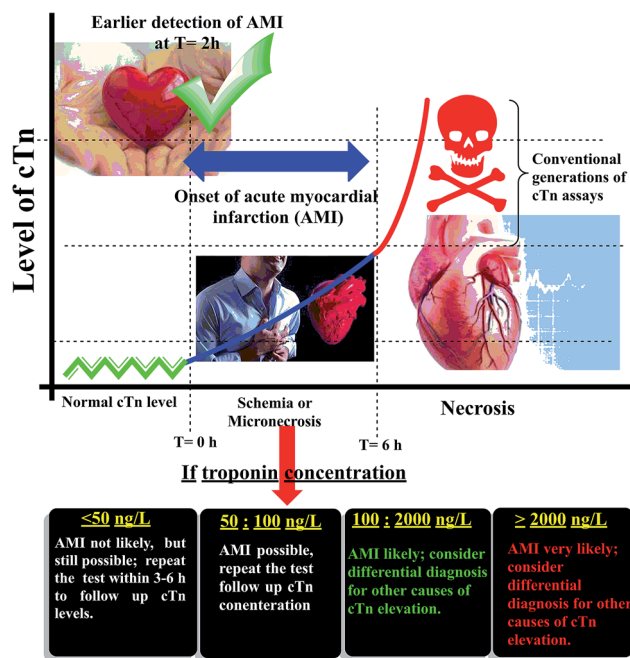 Earlier detection of AMI
at T= 2h
Level of cTn
Onset of acute myocardial
infarction (AMI)
Conventional
generations of
cTn assays
Normal cTn level
Schemia or
Micronecrosis
Necrosis
T= 0 h
T= 6 h
If troponin concentration
<50 ng/L
AMI not likely, but
still possible; repeat
the test within 3-6 h
to follow up cTn
levels.
50 : 100 ng/L
AMI possible,
repeat the test
follow up cTn
conenteration
100 : 2000 ng/L
AMI likely; consider
differential diagnosis
for other causes of
cTn elevation.
> 2000 ng/L
AMI very likely;
consider
differential
diagnosis for other
causes of cTn
elevation.